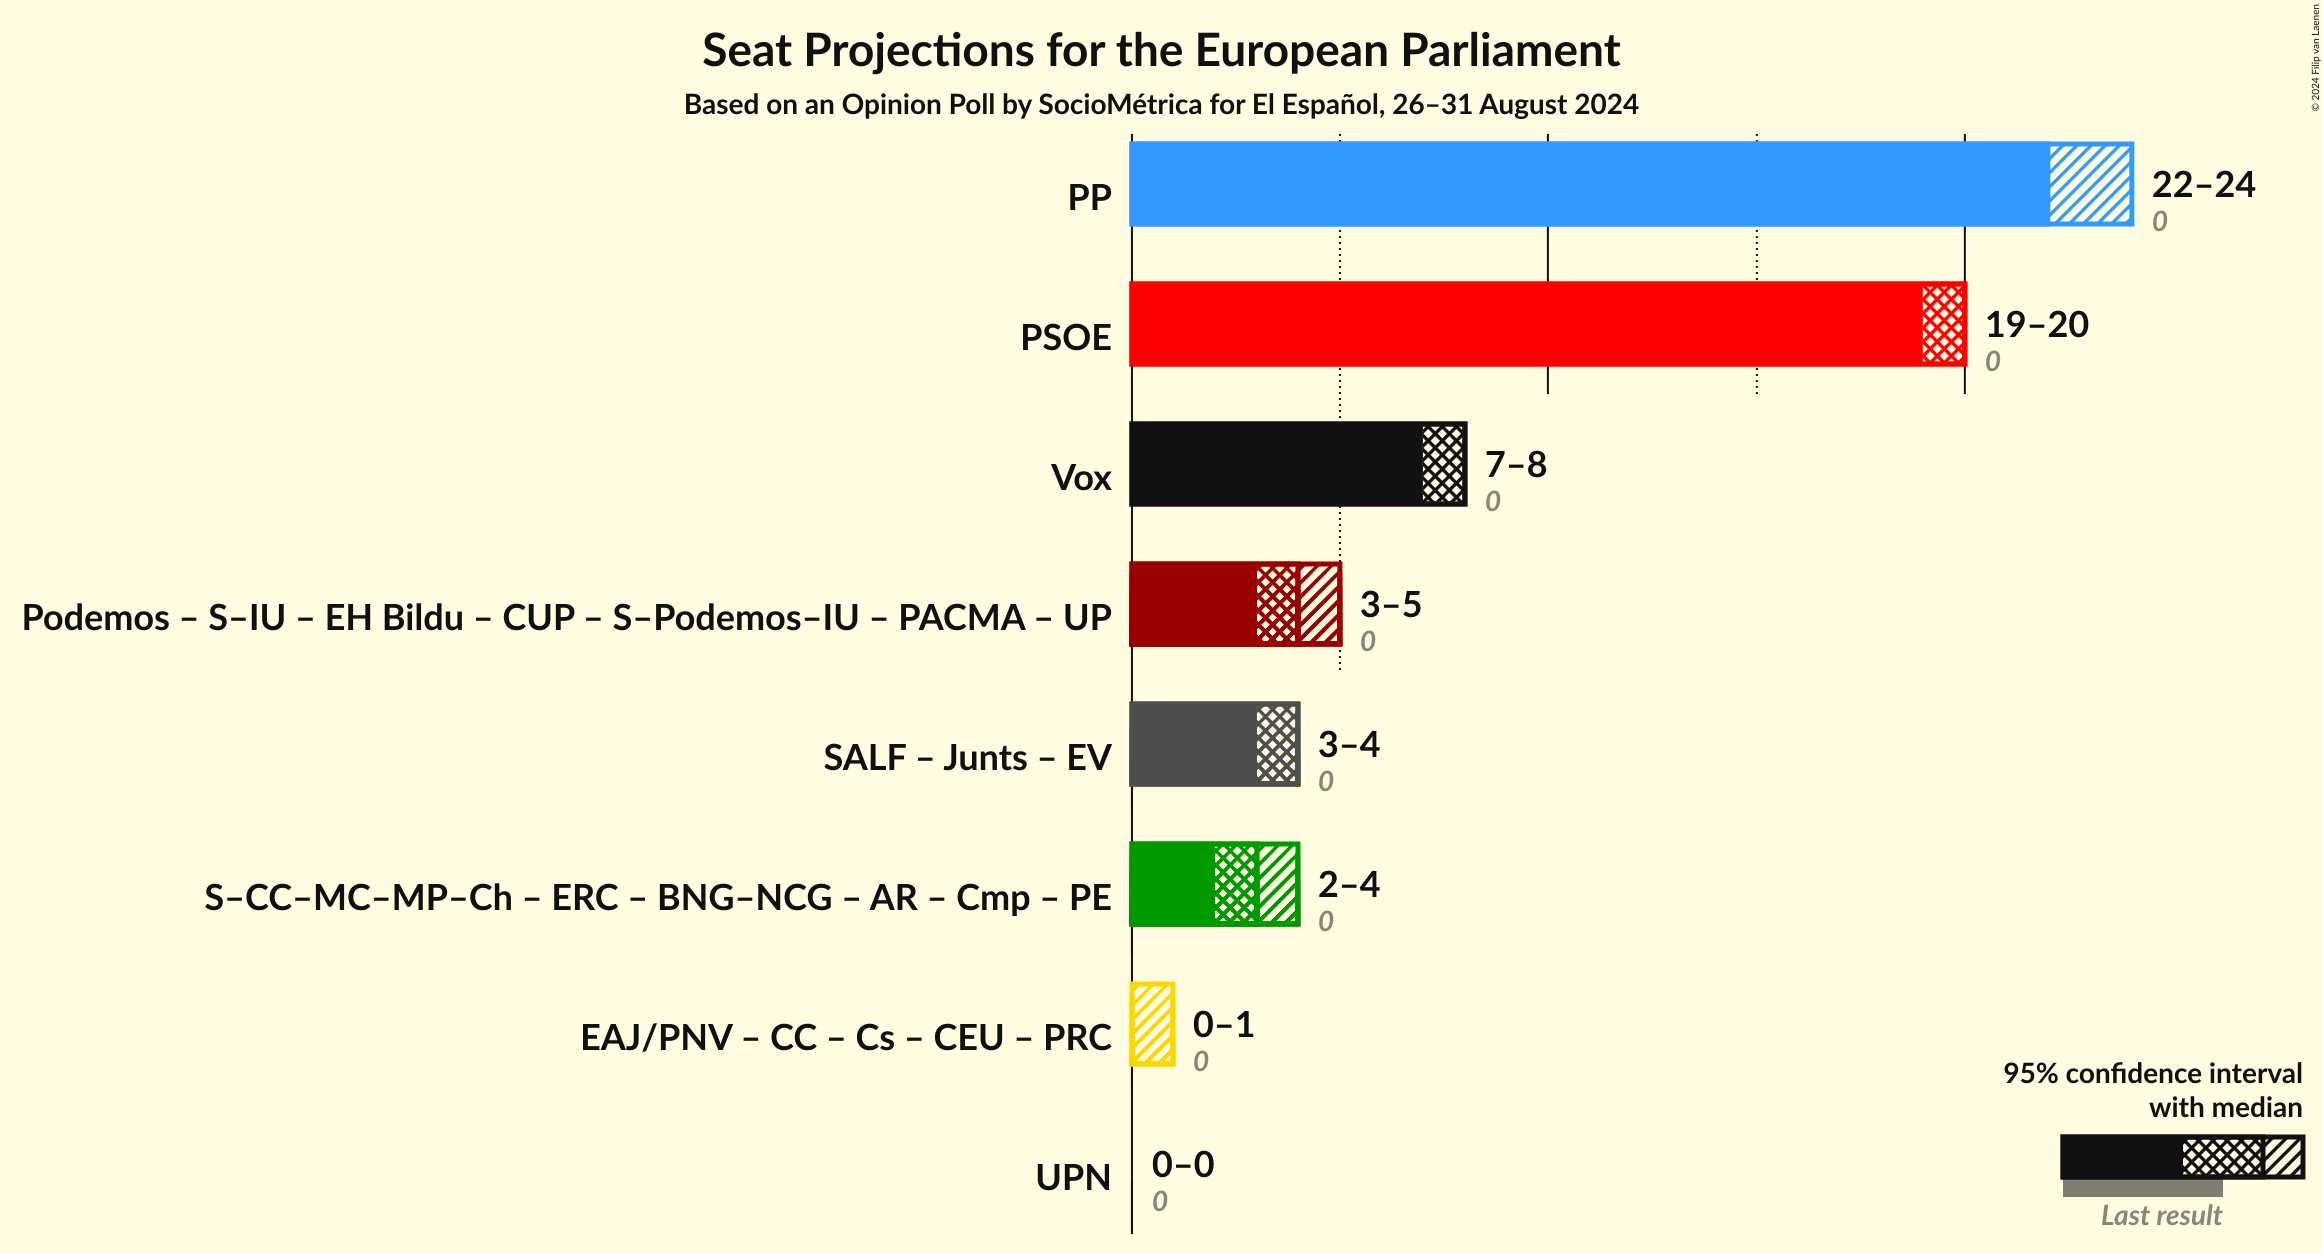 Seat Projections for the European Parliament
Based on an Opinion Poll by SocioMétrica for El Español, 26–31 August 2024
© 2024 Filip van Laenen
PP
22–24
0
PSOE
19–20
0
Vox
7–8
0
Podemos – S–IU – EH Bildu – CUP – S–Podemos–IU – PACMA – UP
3–5
0
SALF – Junts – EV
3–4
0
S–CC–MC–MP–Ch – ERC – BNG–NCG – AR – Cmp – PE
2–4
0
EAJ/PNV – CC – Cs – CEU – PRC
0–1
0
UPN
0–0
0
95% confidence interval
with median
Last result